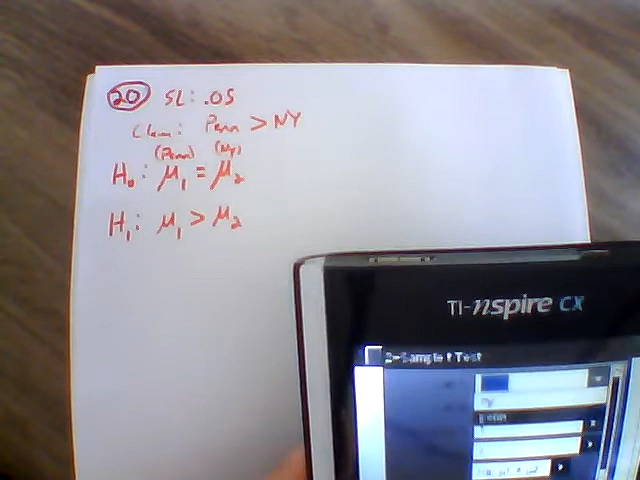 20 SL: .05
Claim: Penn > NY
(Penn) (NY)
H₀: μ₁ = μ₂
H₁: μ₁ > μ₂
TI-nspire CX
2-Sample t Test